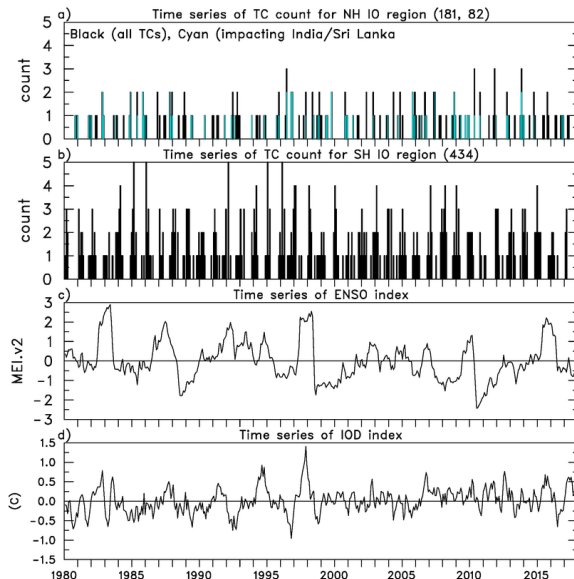 a) Time series of TC count for NH IO region (181, 82)
Black (all TCs), Cyan (impacting India/Sri Lanka
count
5
4
3
2
1
0
b) Time series of TC count for SH IO region (434)
count
5
4
3
2
1
0
c) Time series of ENSO index
MEI.v2
3
2
1
0
-1
-2
-3
d) Time series of IOD index
(C)
1.5
1.0
0.5
0.0
-0.5
-1.0
-1.5
1980 1985 1990 1995 2000 2005 2010 2015